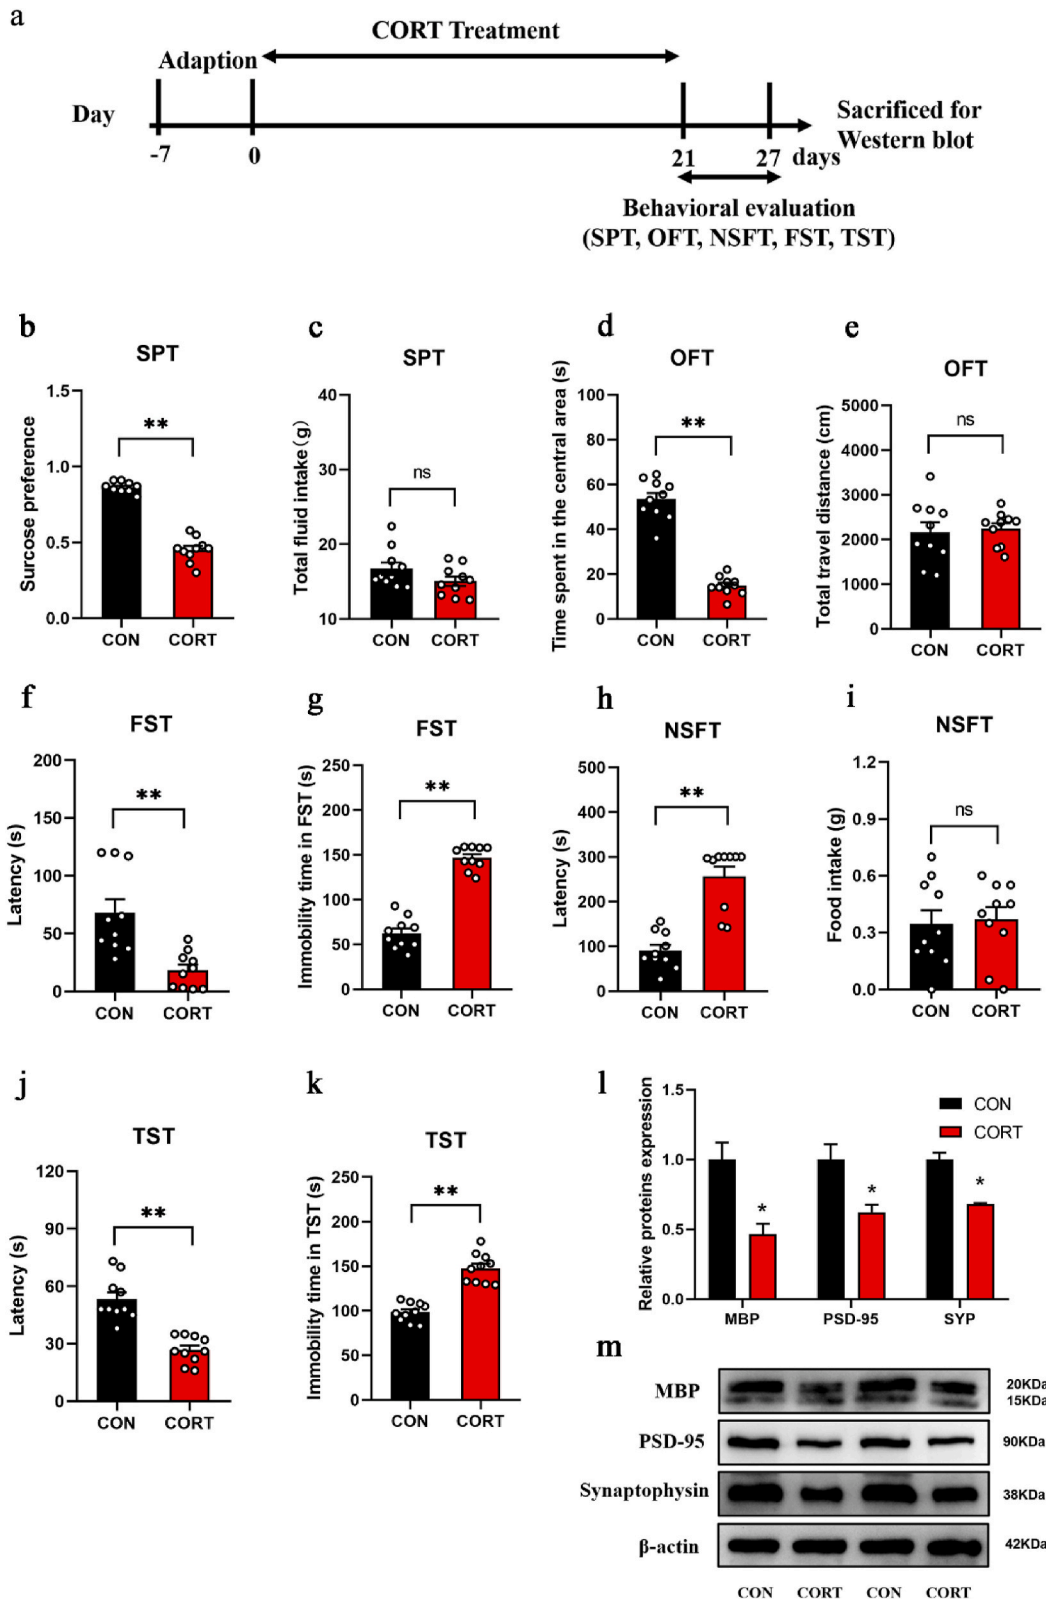 a
CORT Treatment
Adaption
Day
Sacrificed for
Western blot
-7
0
21
27
days
Behavioral evaluation
(SPT, OFT, NSFT, FST, TST)
b
SPT
Surcose preference
1.5
1.0
0.5
0.0
**
CON
CORT
c
SPT
Total fluid intake (g)
40
30
20
10
ns
CON
CORT
d
OFT
Time spent in the central area (s)
100
80
60
40
20
0
**
CON
CORT
e
OFT
Total travel distance (cm)
5000
4000
3000
2000
1000
0
ns
CON
CORT
f
FST
Latency (s)
200
150
100
50
0
**
CON
CORT
g
FST
Immobility time in FST (s)
250
200
150
100
50
0
**
CON
CORT
h
NSFT
Latency (s)
500
400
300
200
100
0
**
CON
CORT
i
NSFT
Food intake (g)
1.2
0.9
0.6
0.3
0.0
ns
CON
CORT
j
TST
Latency (s)
120
90
60
30
0
**
CON
CORT
k
TST
Immobility time in TST (s)
250
200
150
100
50
0
**
CON
CORT
l
Relative proteins expression
1.5
1.0
0.5
0.0
CON
CORT
*
*
*
MBP
PSD-95
SYP
m
MBP
20KDa
15KDa
PSD-95
90KDa
Synaptophysin
38KDa
β-actin
42KDa
CON
CORT
CON
CORT